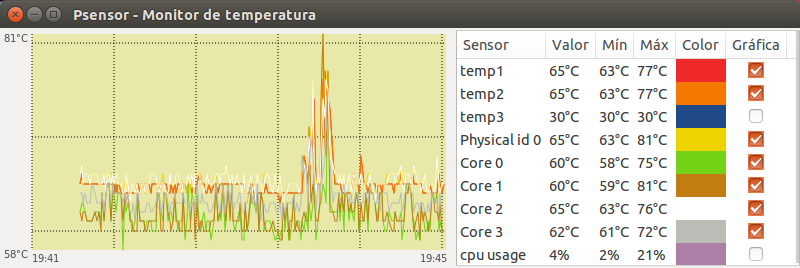 Psensor - Monitor de temperatura
81°C
58°C
19:41
19:45
Sensor Valor Mín Máx Color Gráfica
temp1 65°C 63°C 77°C
temp2 65°C 63°C 77°C
temp3 30°C 30°C 30°C
Physical id 0 65°C 63°C 81°C
Core 0 60°C 58°C 75°C
Core 1 60°C 59°C 81°C
Core 2 65°C 63°C 76°C
Core 3 62°C 61°C 72°C
cpu usage 4% 2% 21%